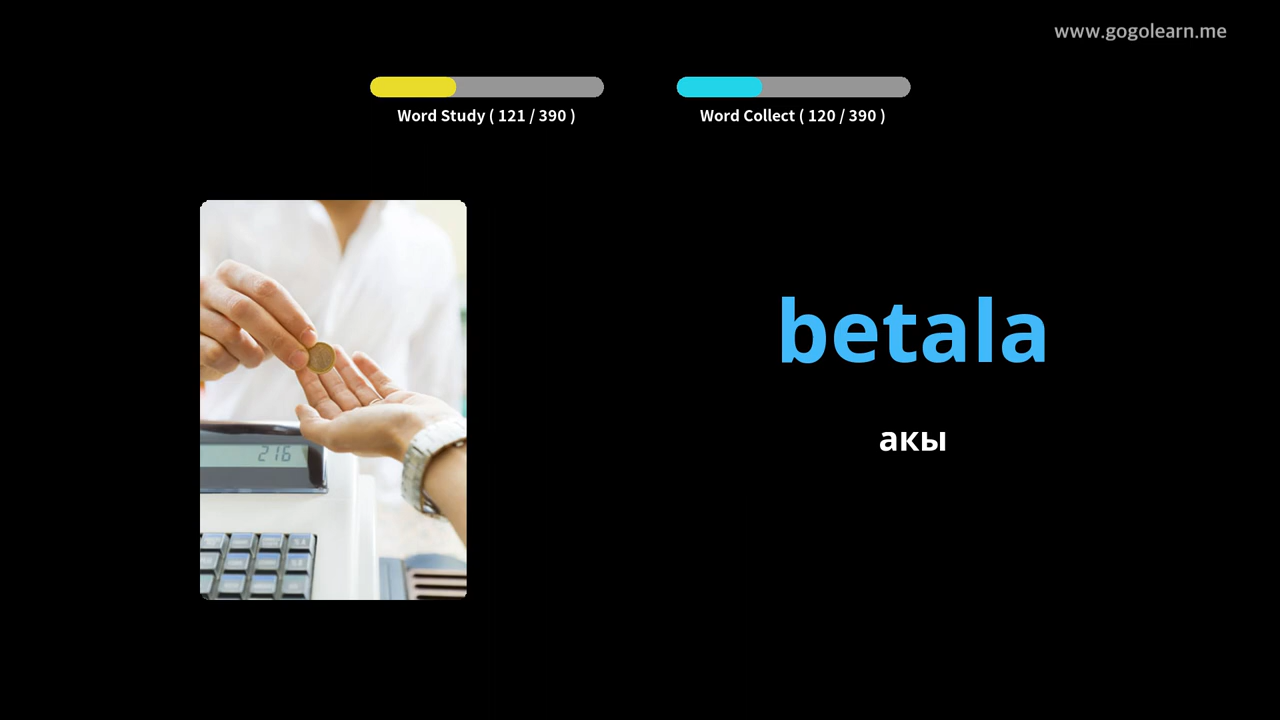 www.gogolearn.me
Word Study ( 121 / 390 )
Word Collect ( 120 / 390 )
216
betala
акы